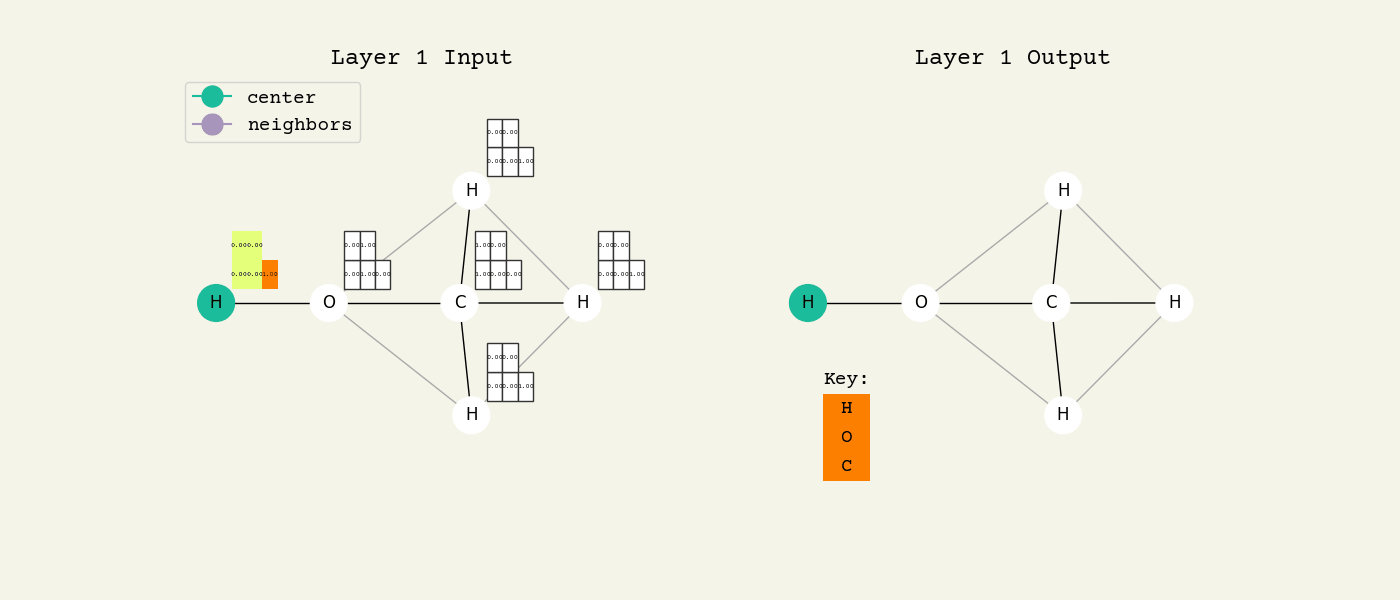 Layer 1 Input
Layer 1 Output
center
neighbors
0.00 0.00
0.00 0.00 1.00
H
H
0.00 0.00
0.00 0.00 1.00
0.00 1.00
0.00 1.00 0.00
1.00 0.00
1.00 0.00 0.00
0.00 0.00
0.00 0.00 1.00
H
O
C
H
H
O
C
H
0.00 0.00
0.00 0.00 1.00
H
H
Key:
H
O
C